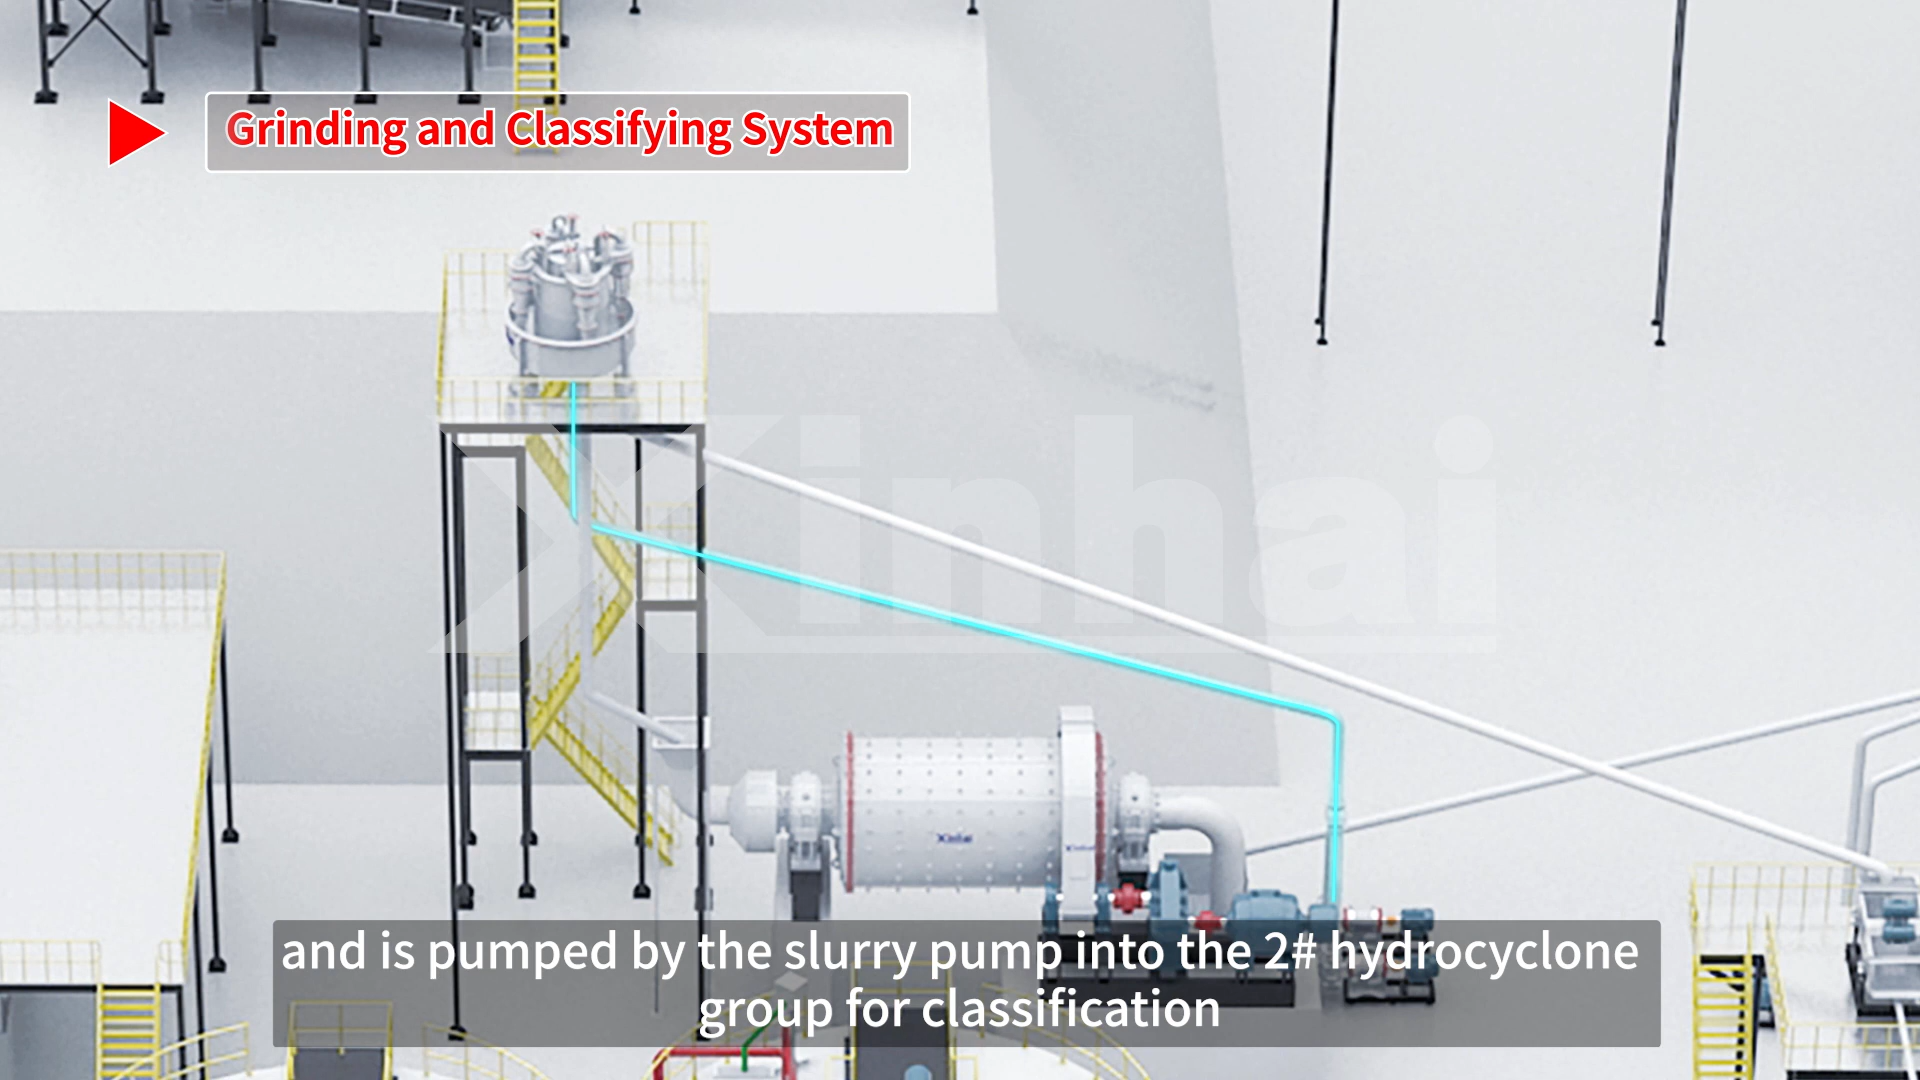 Grinding and Classifying System
Xinhai
Xinhai
and is pumped by the slurry pump into the 2# hydrocyclone
group for classification